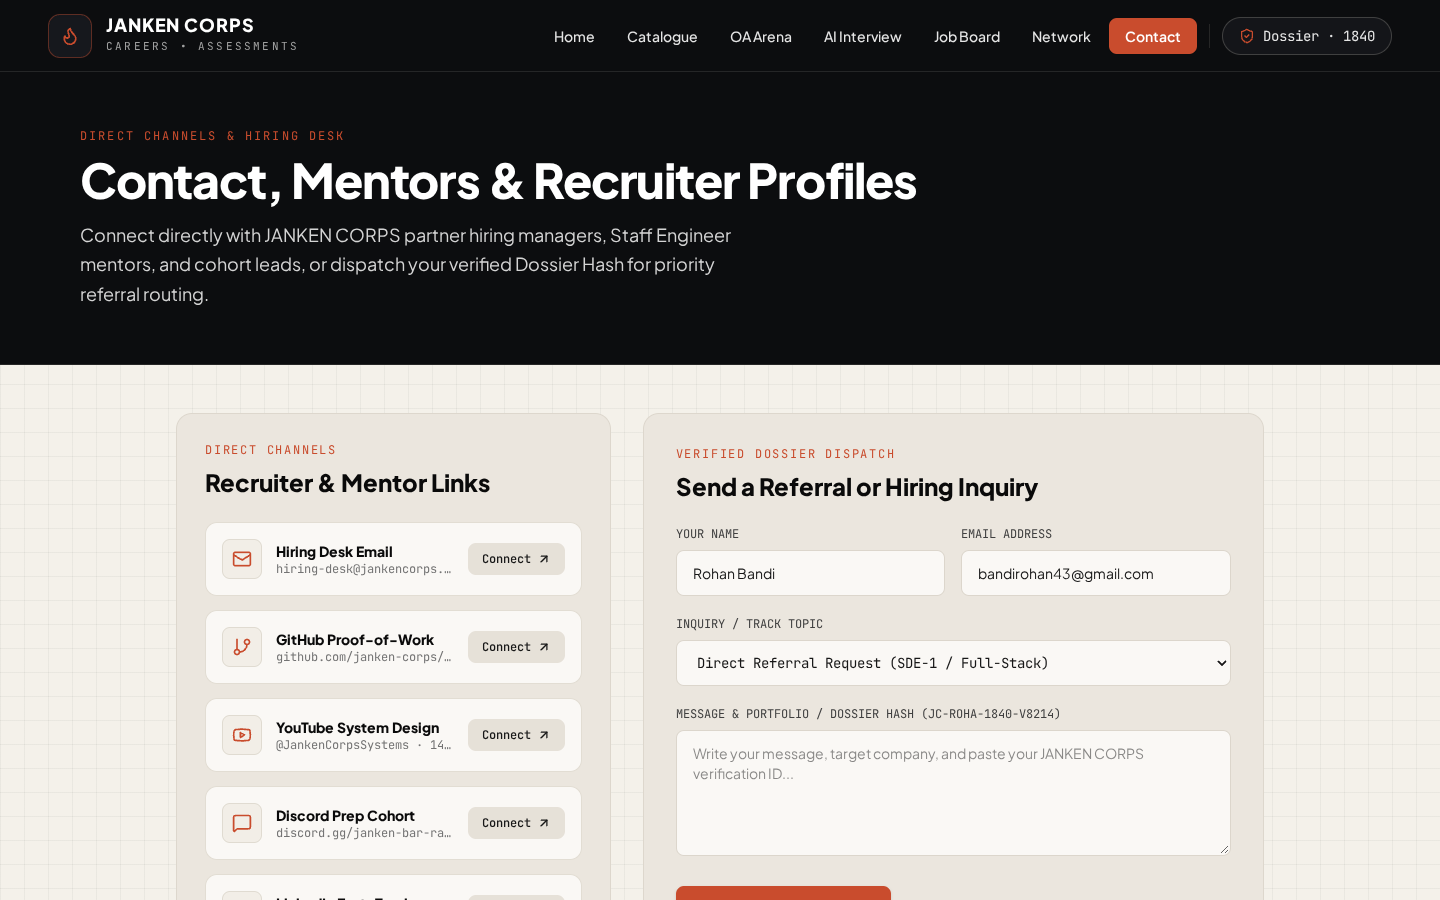 JANKEN CORPS
CAREERS • ASSESSMENTS
Home
Catalogue
OA Arena
AI Interview
Job Board
Network
Contact
Dossier · 1840
DIRECT CHANNELS & HIRING DESK
Contact, Mentors & Recruiter Profiles
Connect directly with JANKEN CORPS partner hiring managers, Staff Engineer
mentors, and cohort leads, or dispatch your verified Dossier Hash for priority
referral routing.
DIRECT CHANNELS
Recruiter & Mentor Links
Hiring Desk Email
hiring-desk@jankencorps.…
Connect
GitHub Proof-of-Work
github.com/janken-corps/…
Connect
YouTube System Design
@JankenCorpsSystems · 14…
Connect
Discord Prep Cohort
discord.gg/janken-bar-ra…
Connect
VERIFIED DOSSIER DISPATCH
Send a Referral or Hiring Inquiry
YOUR NAME
EMAIL ADDRESS
Rohan Bandi
bandirohan43@gmail.com
INQUIRY / TRACK TOPIC
Direct Referral Request (SDE-1 / Full-Stack)
MESSAGE & PORTFOLIO / DOSSIER HASH (JC-ROHA-1840-V8214)
Write your message, target company, and paste your JANKEN CORPS
verification ID...